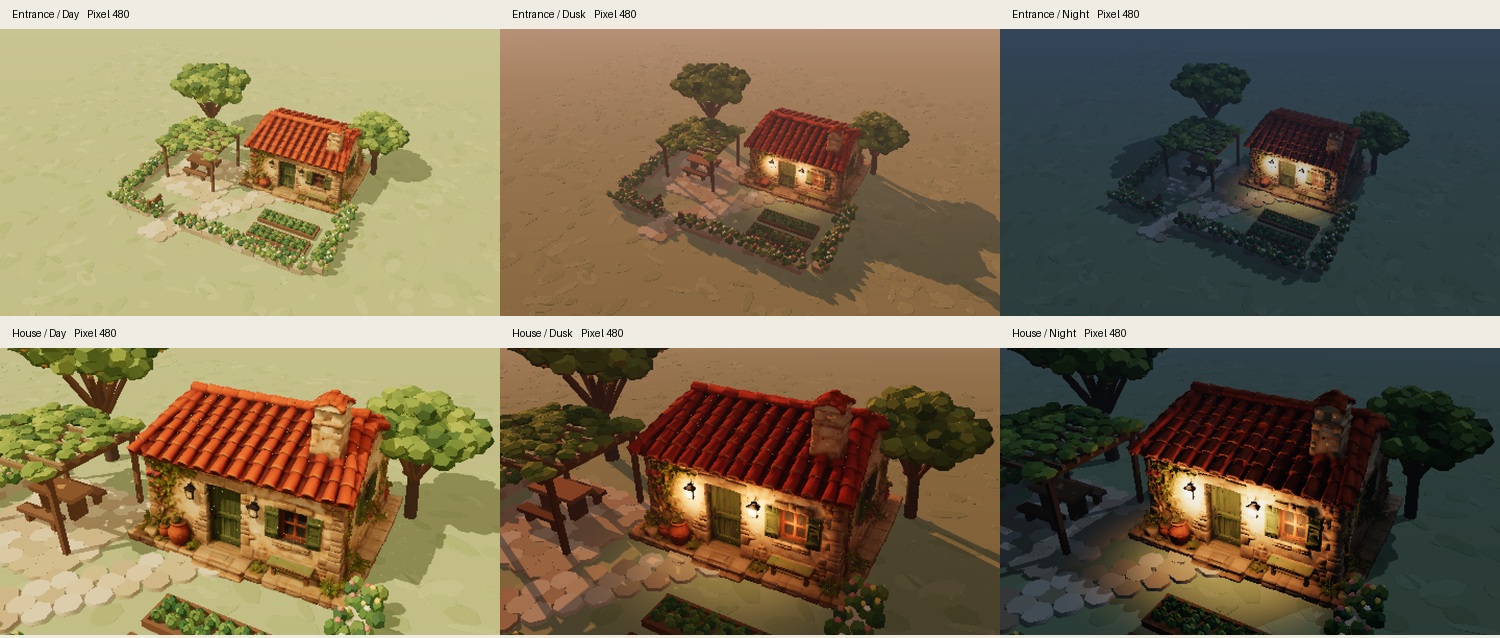 Entrance / Day Pixel 480
Entrance / Dusk Pixel 480
Entrance / Night Pixel 480
House / Day Pixel 480
House / Dusk Pixel 480
House / Night Pixel 480